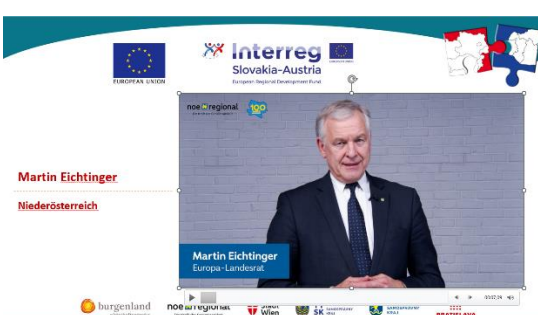 EUROPEAN UNION
Interreg
Slovakia-Austria
European Regional Development Fund
noe regional
100
Martin Eichtinger
Niederösterreich
Martin Eichtinger
Europa-Landesrat
burgenland
noe regional
Stadt
Wien
SK
BRATISLAVA